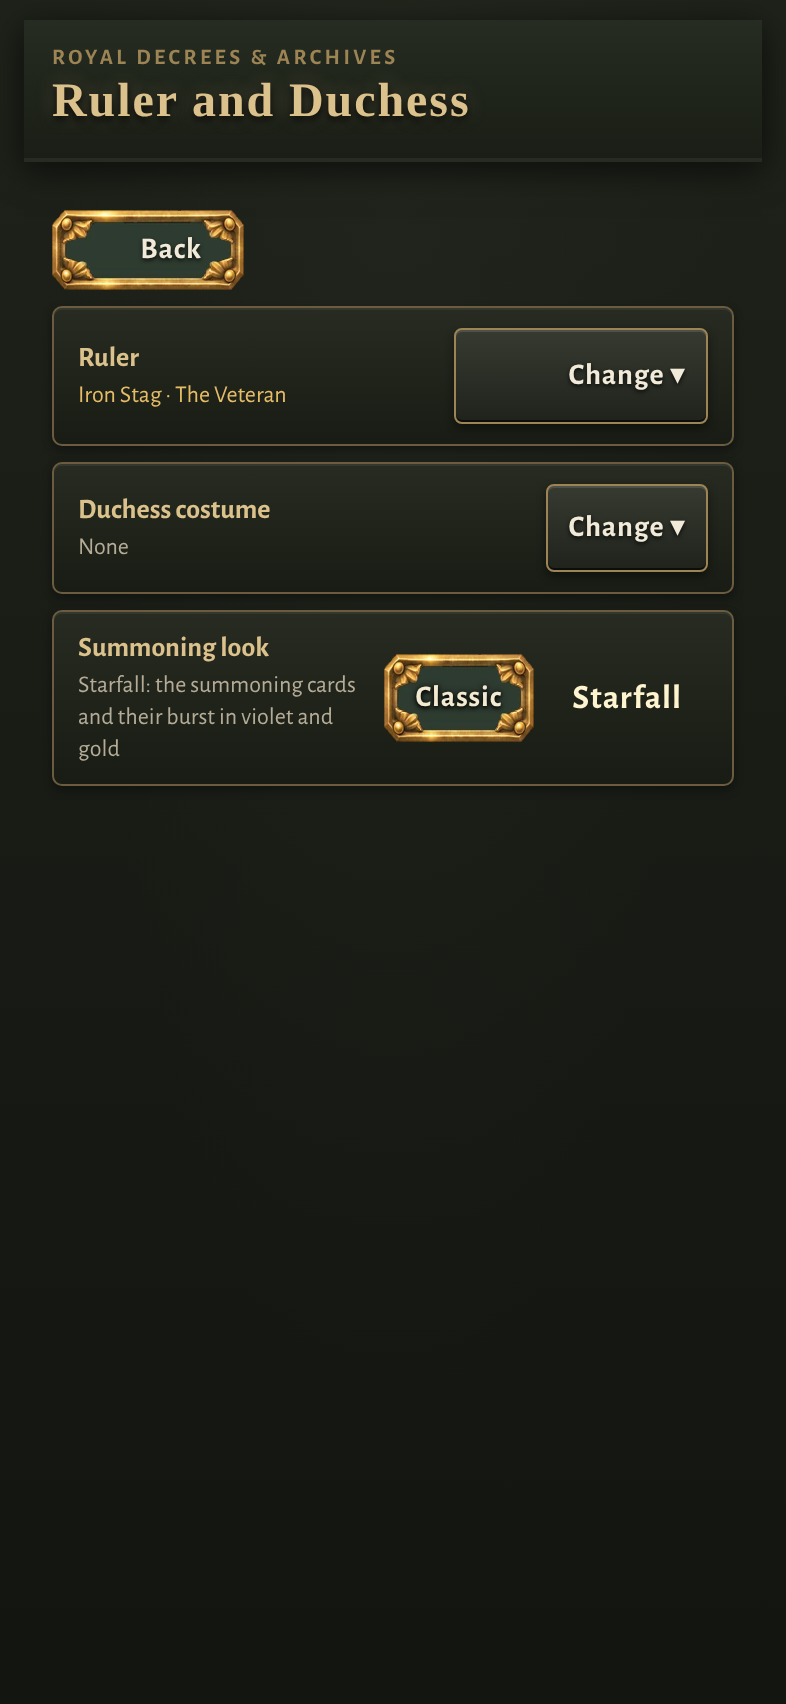 ROYAL DECREES & ARCHIVES
Ruler and Duchess
Back
Ruler
Iron Stag · The Veteran
Change ▼
Duchess costume
None
Change ▼
Summoning look
Starfall: the summoning cards
and their burst in violet and
gold
Classic
Starfall